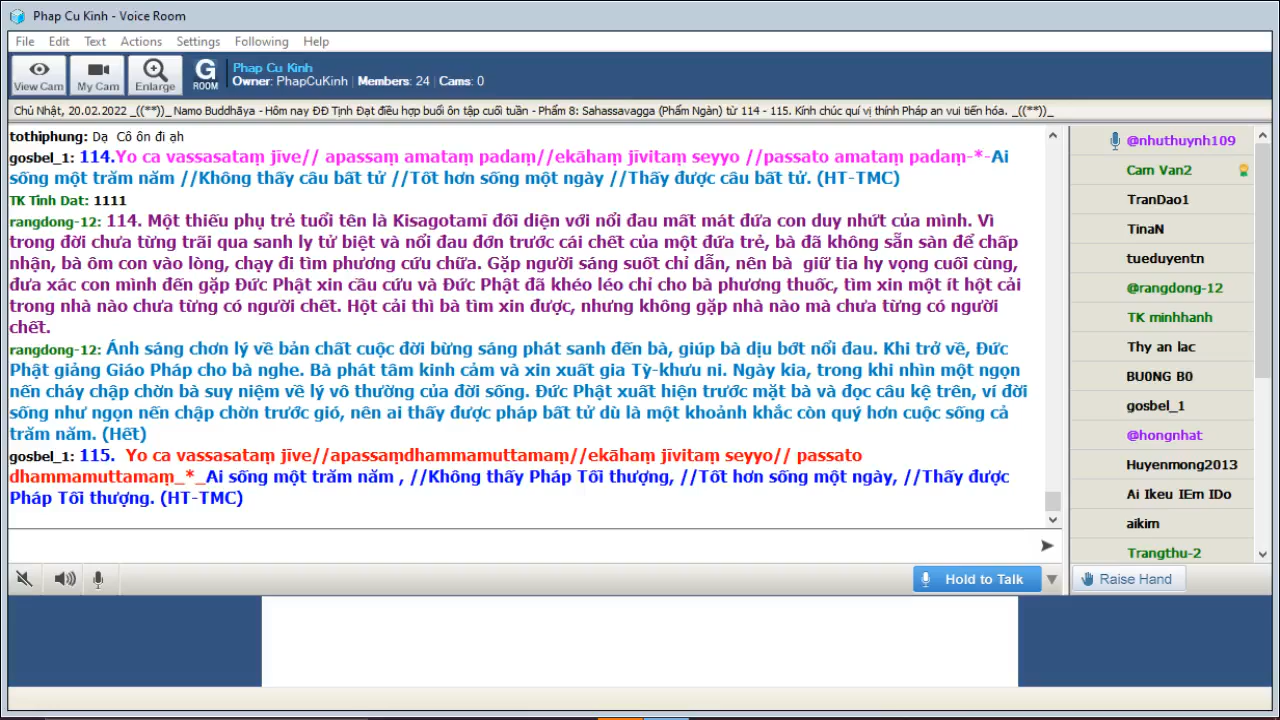 Phap Cu Kinh - Voice Room
File Edit Text Actions Settings Following Help
View Cam My Cam Enlarge G ROOM
Phap Cu Kinh
Owner: PhapCuKinh | Members: 24 | Cams: 0
Chủ Nhật, 20.02.2022 _((**))_ Namo Buddhāya - Hôm nay ĐĐ Tịnh Đạt điều hợp buổi ôn tập cuối tuần - Phẩm 8: Sahassavagga (Phẩm Ngàn) từ 114 - 115. Kính chúc quí vị thính Pháp an vui tiến hóa. _((**))_
tothiphung: Dạ Cô ôn đi ạh
gosbel_1: 114.Yo ca vassasataṃ jīve// apassaṃ amataṃ padaṃ//ekāhaṃ jīvitaṃ seyyo //passato amataṃ padaṃ-*-Ai
sống một trăm năm //Không thấy câu bất tử //Tốt hơn sống một ngày //Thấy được câu bất tử. (HT-TMC)
TK Tinh Dat: 1111
rangdong-12: 114. Một thiếu phụ trẻ tuổi tên là Kisagotamī đối diện với nổi đau mất mát đứa con duy nhứt của mình. Vì
trong đời chưa từng trãi qua sanh ly tử biệt và nổi đau đớn trước cái chết của một đứa trẻ, bà đã không sẵn sàn để chấp
nhận, bà ôm con vào lòng, chạy đi tìm phương cứu chữa. Gặp người sáng suốt chỉ dẫn, nên bà giữ tia hy vọng cuối cùng,
đưa xác con mình đến gặp Đức Phật xin cầu cứu và Đức Phật đã khéo léo chỉ cho bà phương thuốc, tìm xin một ít hột cải
trong nhà nào chưa từng có người chết. Hột cải thì bà tìm xin được, nhưng không gặp nhà nào mà chưa từng có người
chết.
rangdong-12: Ánh sáng chơn lý về bản chất cuộc đời bừng sáng phát sanh đến bà, giúp bà dịu bớt nổi đau. Khi trở về, Đức
Phật giảng Giáo Pháp cho bà nghe. Bà phát tâm kinh cảm và xin xuất gia Tỳ-khưu ni. Ngày kia, trong khi nhìn một ngọn
nến cháy chập chờn bà suy niệm về lý vô thường của đời sống. Đức Phật xuất hiện trước mặt bà và đọc câu kệ trên, ví đời
sống như ngọn nến chập chờn trước gió, nên ai thấy được pháp bất tử dù là một khoảnh khắc còn quý hơn cuộc sống cả
trăm năm. (Hết)
gosbel_1: 115. Yo ca vassasataṃ jīve//apassaṃdhammamuttamaṃ//ekāhaṃ jīvitaṃ seyyo// passato
dhammamuttamaṃ_*_Ai sống một trăm năm , //Không thấy Pháp Tối thượng, //Tốt hơn sống một ngày, //Thấy được
Pháp Tối thượng. (HT-TMC)
@nhuthuynh109
Cam Van2
TranDao1
TinaN
tueduyentn
@rangdong-12
TK minhhanh
Thy an lac
BU0NG B0
gosbel_1
@hongnhat
Huyenmong2013
Ai Ikeu IEm IDo
aikim
Trangthu-2
Hold to Talk
Raise Hand